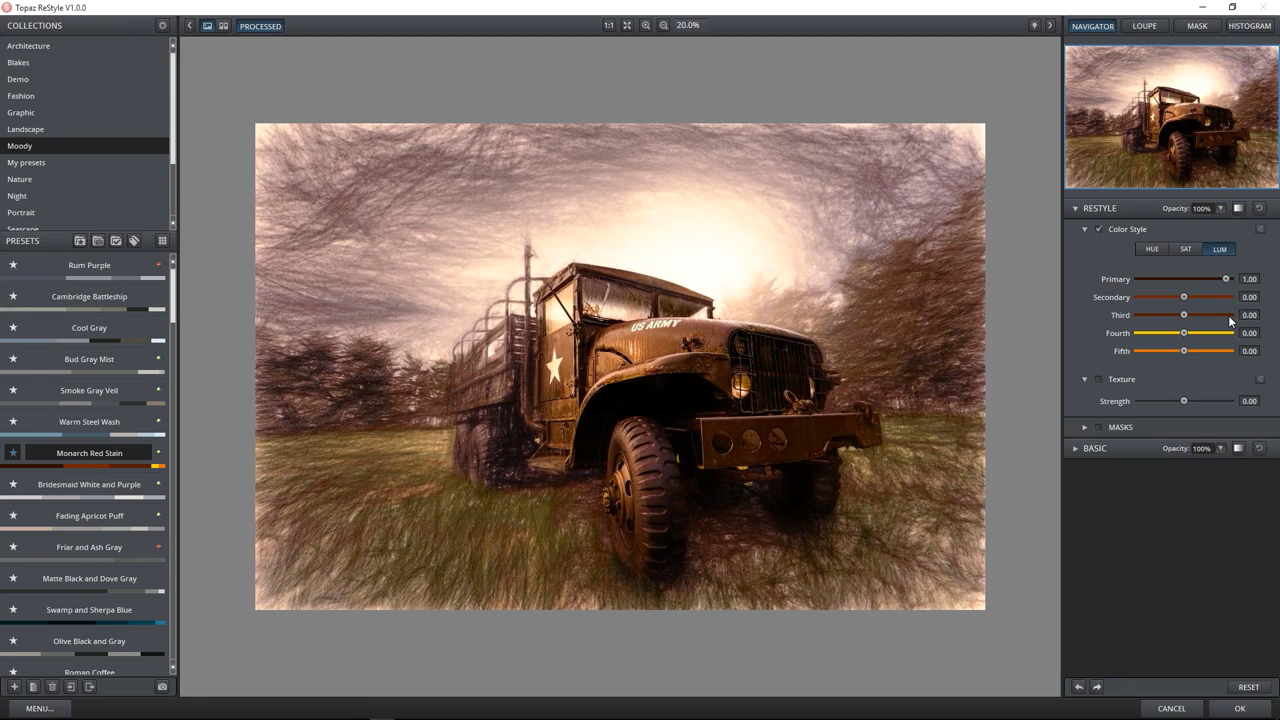 Topaz ReStyle V1.0.0
COLLECTIONS
PROCESSED
1:1
20.0%
NAVIGATOR
LOUPE
MASK
HISTOGRAM
Architecture
Blakes
Demo
Fashion
Graphic
Landscape
Moody
My presets
Nature
Night
Portrait
Seascape
PRESETS
Rum Purple
Cambridge Battleship
Cool Gray
Bud Gray Mist
Smoke Gray Veil
Warm Steel Wash
Monarch Red Stain
Bridesmaid White and Purple
Fading Apricot Puff
Friar and Ash Gray
Matte Black and Dove Gray
Swamp and Sherpa Blue
Olive Black and Gray
Roman Coffee
US ARMY
RESTYLE
Opacity: 100%
Color Style
HUE
SAT
LUM
Primary 1.00
Secondary 0.00
Third 0.00
Fourth 0.00
Fifth 0.00
Texture
Strength 0.00
MASKS
BASIC
Opacity: 100%
RESET
MENU...
CANCEL
OK